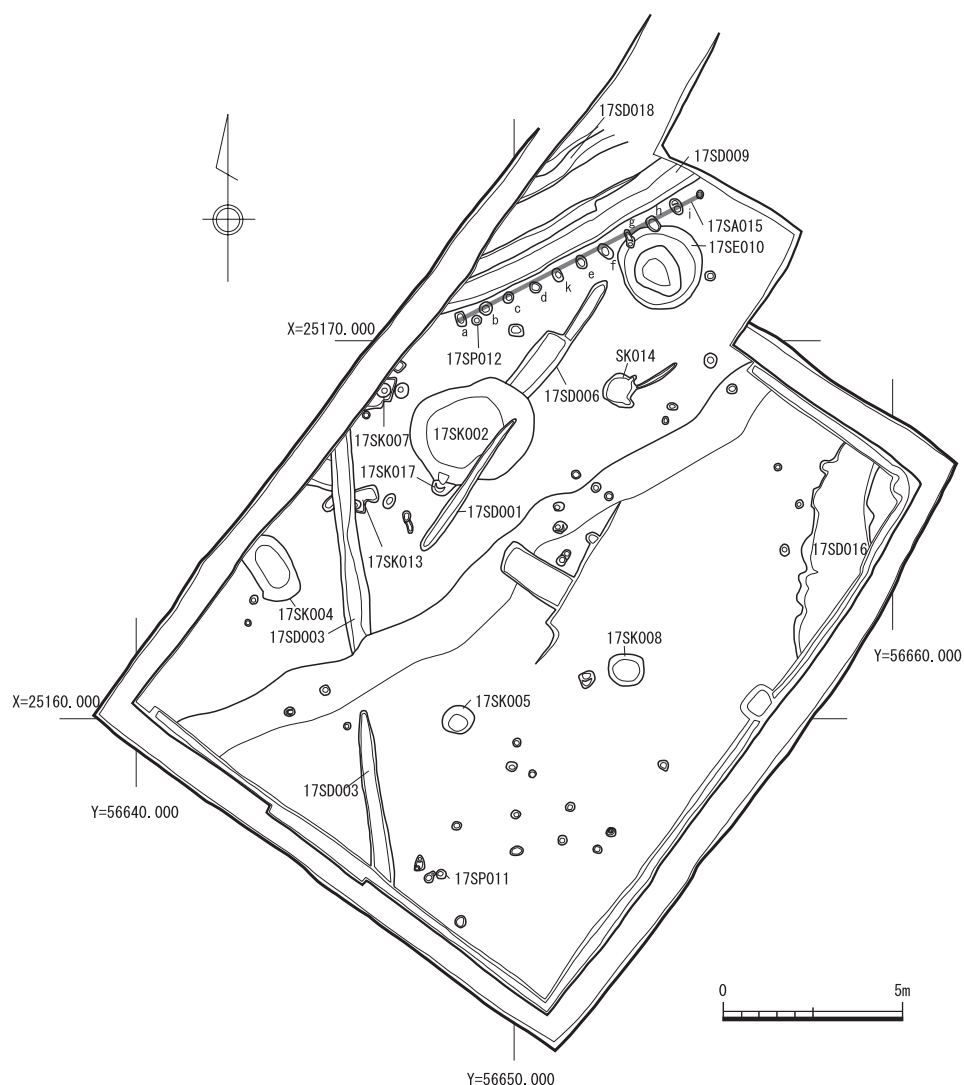 17SD018
17SD009
h
i
17SA015
g
17SE010
f
e
k
d
c
b
a
X=25170.000
17SP012
SK014
17SD006
17SK007
17SK002
17SK017
17SD001
17SK013
17SD016
17SK004
17SD003
17SK008
Y=56660.000
X=25160.000
17SK005
17SD003
Y=56640.000
17SP011
0 5m
Y=56650.000